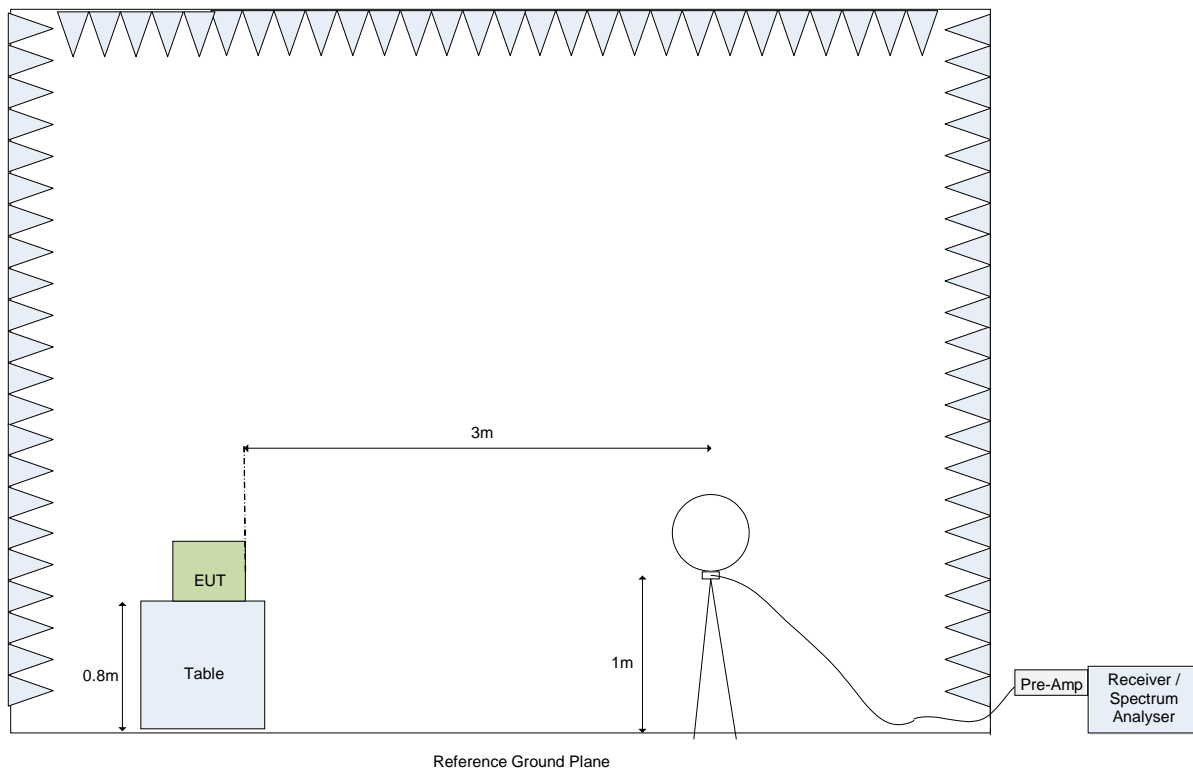 3m
EUT
1m
0.8m
Table
Pre-Amp
Receiver /
Spectrum
Analyser
Reference Ground Plane